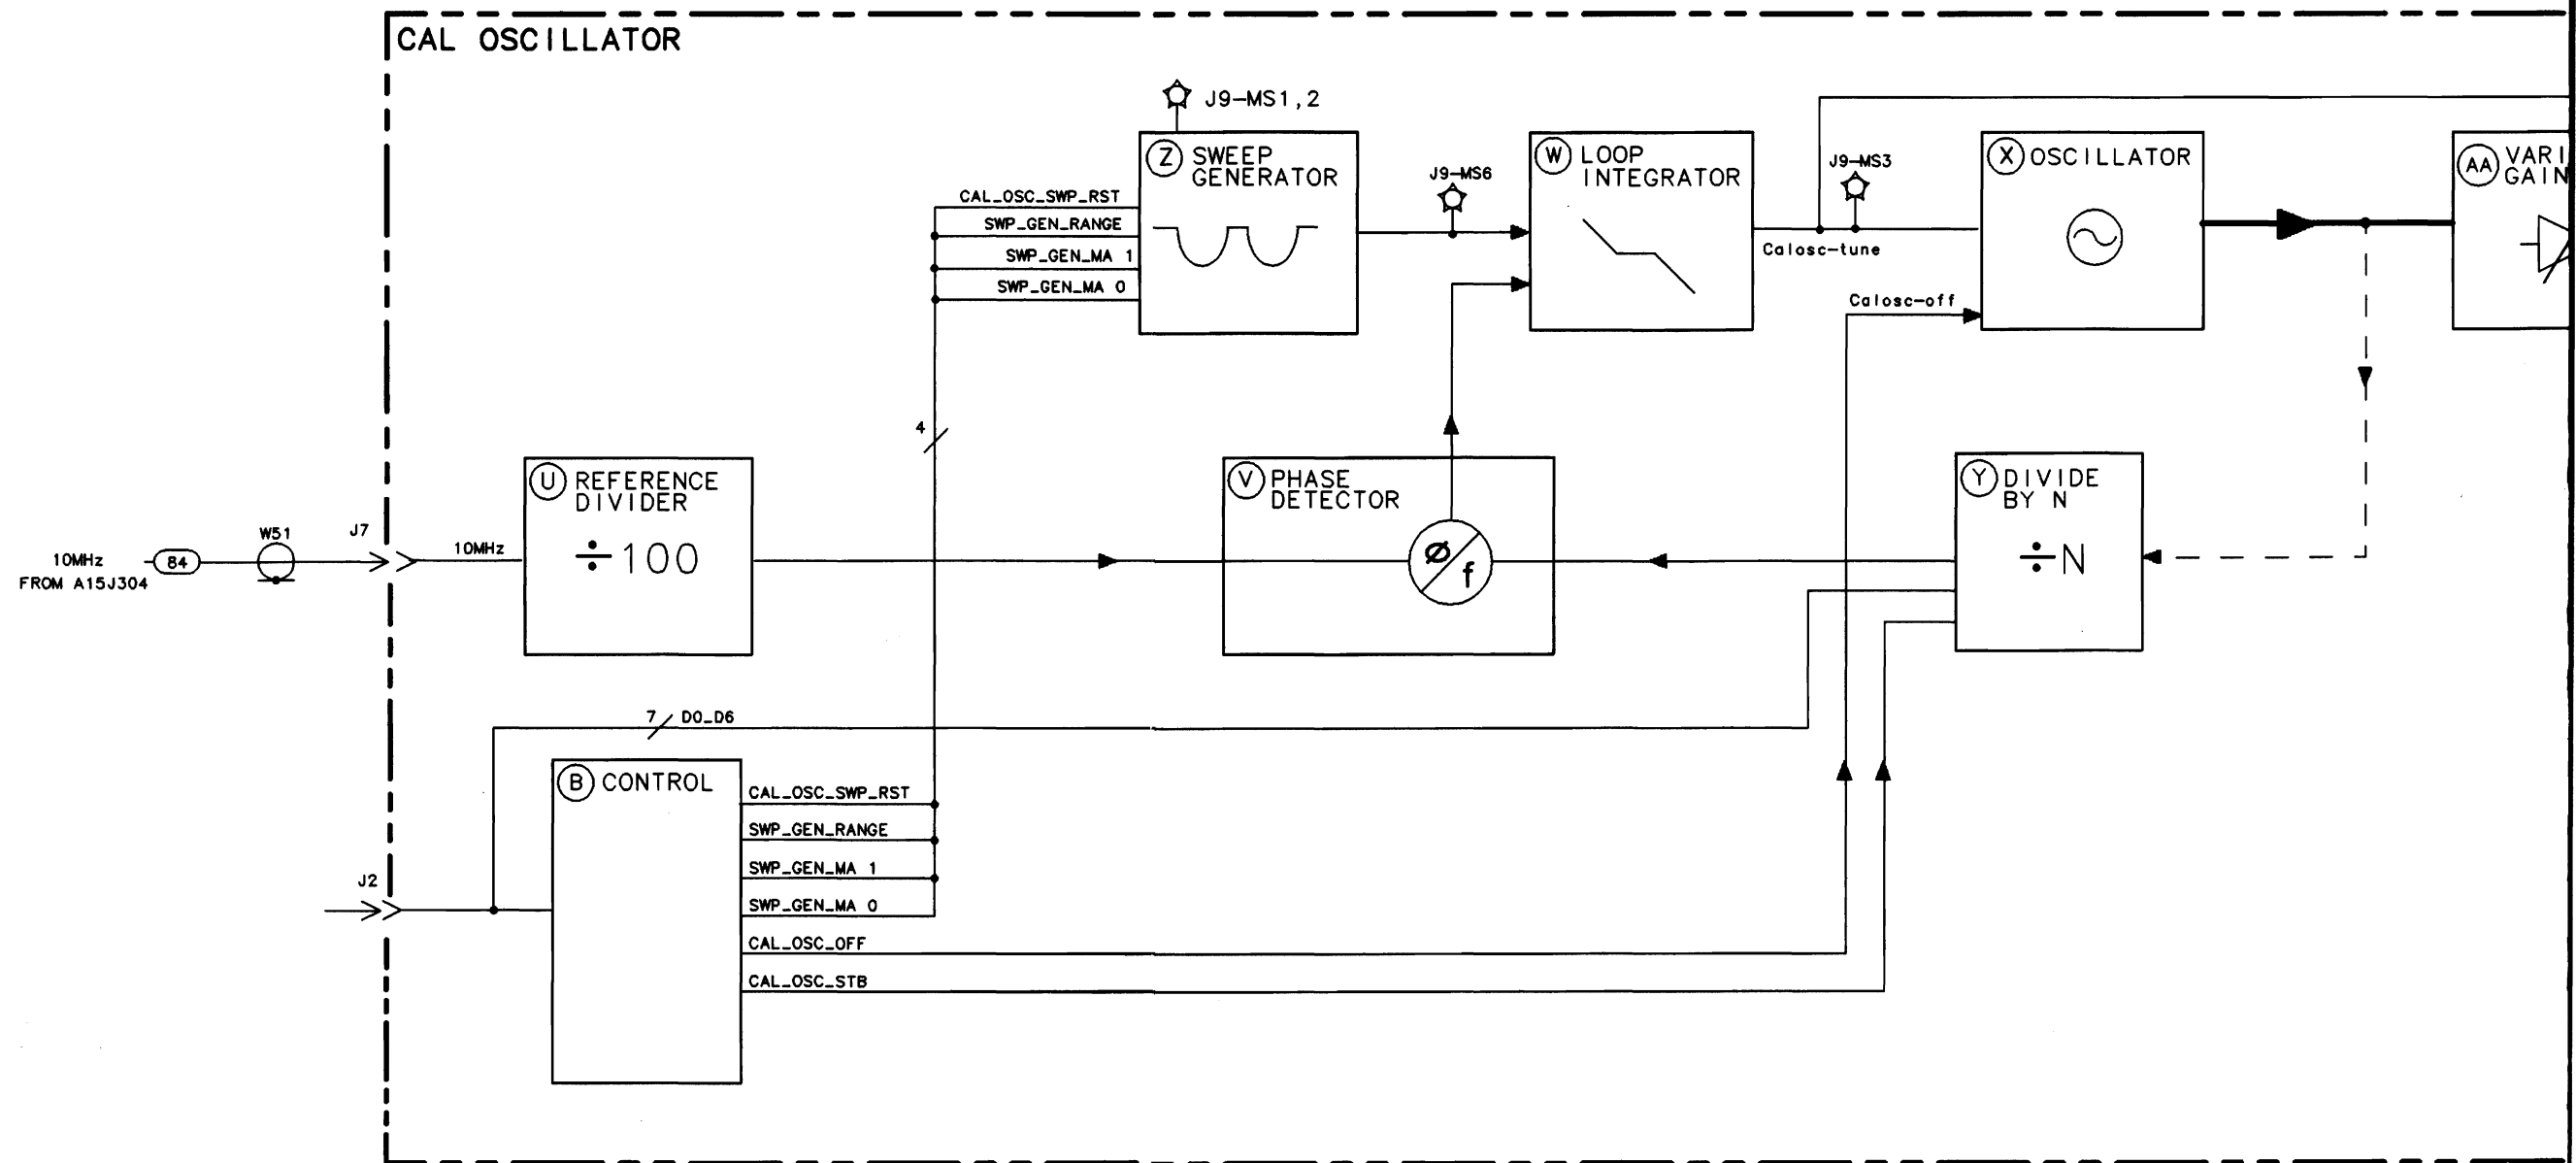 CAL OSCILLATOR
J9-MS1,2
Z SWEEP
GENERATOR
CAL_OSC_SWP_RST
SWP_GEN_RANGE
SWP_GEN_MA 1
SWP_GEN_MA 0
J9-MS6
W LOOP
INTEGRATOR
J9-MS3
Calosc-tune
X OSCILLATOR
Calosc-off
AA VARI
GAIN
4
U REFERENCE
DIVIDER
÷100
V PHASE
DETECTOR
Ø/f
Y DIVIDE
BY N
÷N
10MHz
FROM A15J304
84
W51
J7
10MHz
7 D0_D6
B CONTROL
J2
CAL_OSC_SWP_RST
SWP_GEN_RANGE
SWP_GEN_MA 1
SWP_GEN_MA 0
CAL_OSC_OFF
CAL_OSC_STB